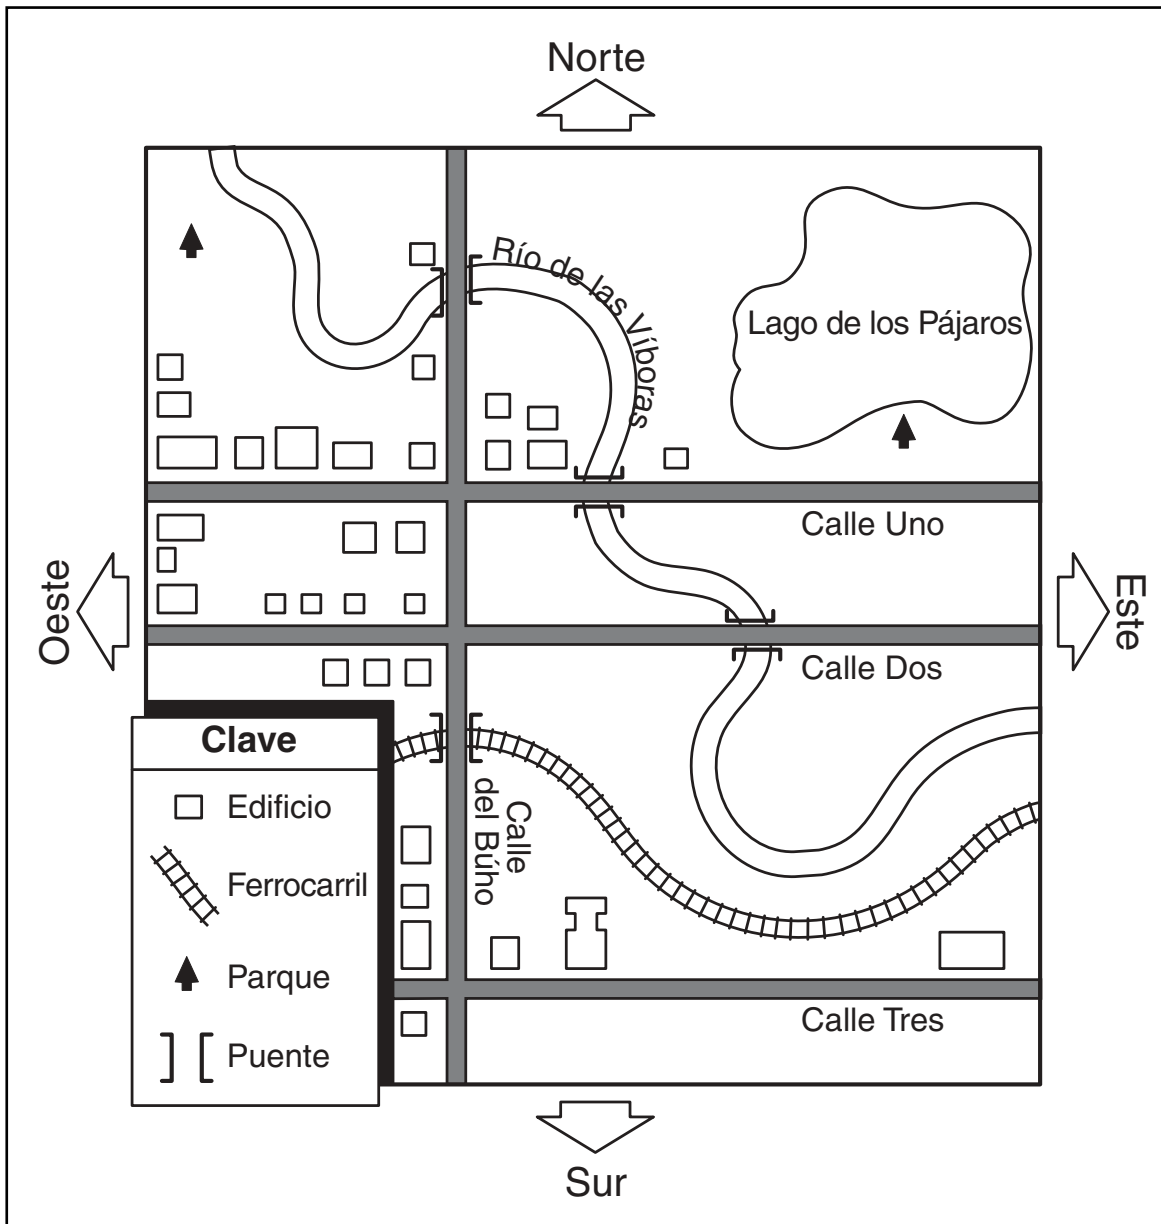 Norte
Río de las Víboras
Lago de los Pájaros
Calle Uno
Oeste
Este
Calle Dos
Clave
Edificio
Ferrocarril
Parque
Puente
Calle
del Búho
Calle Tres
Sur